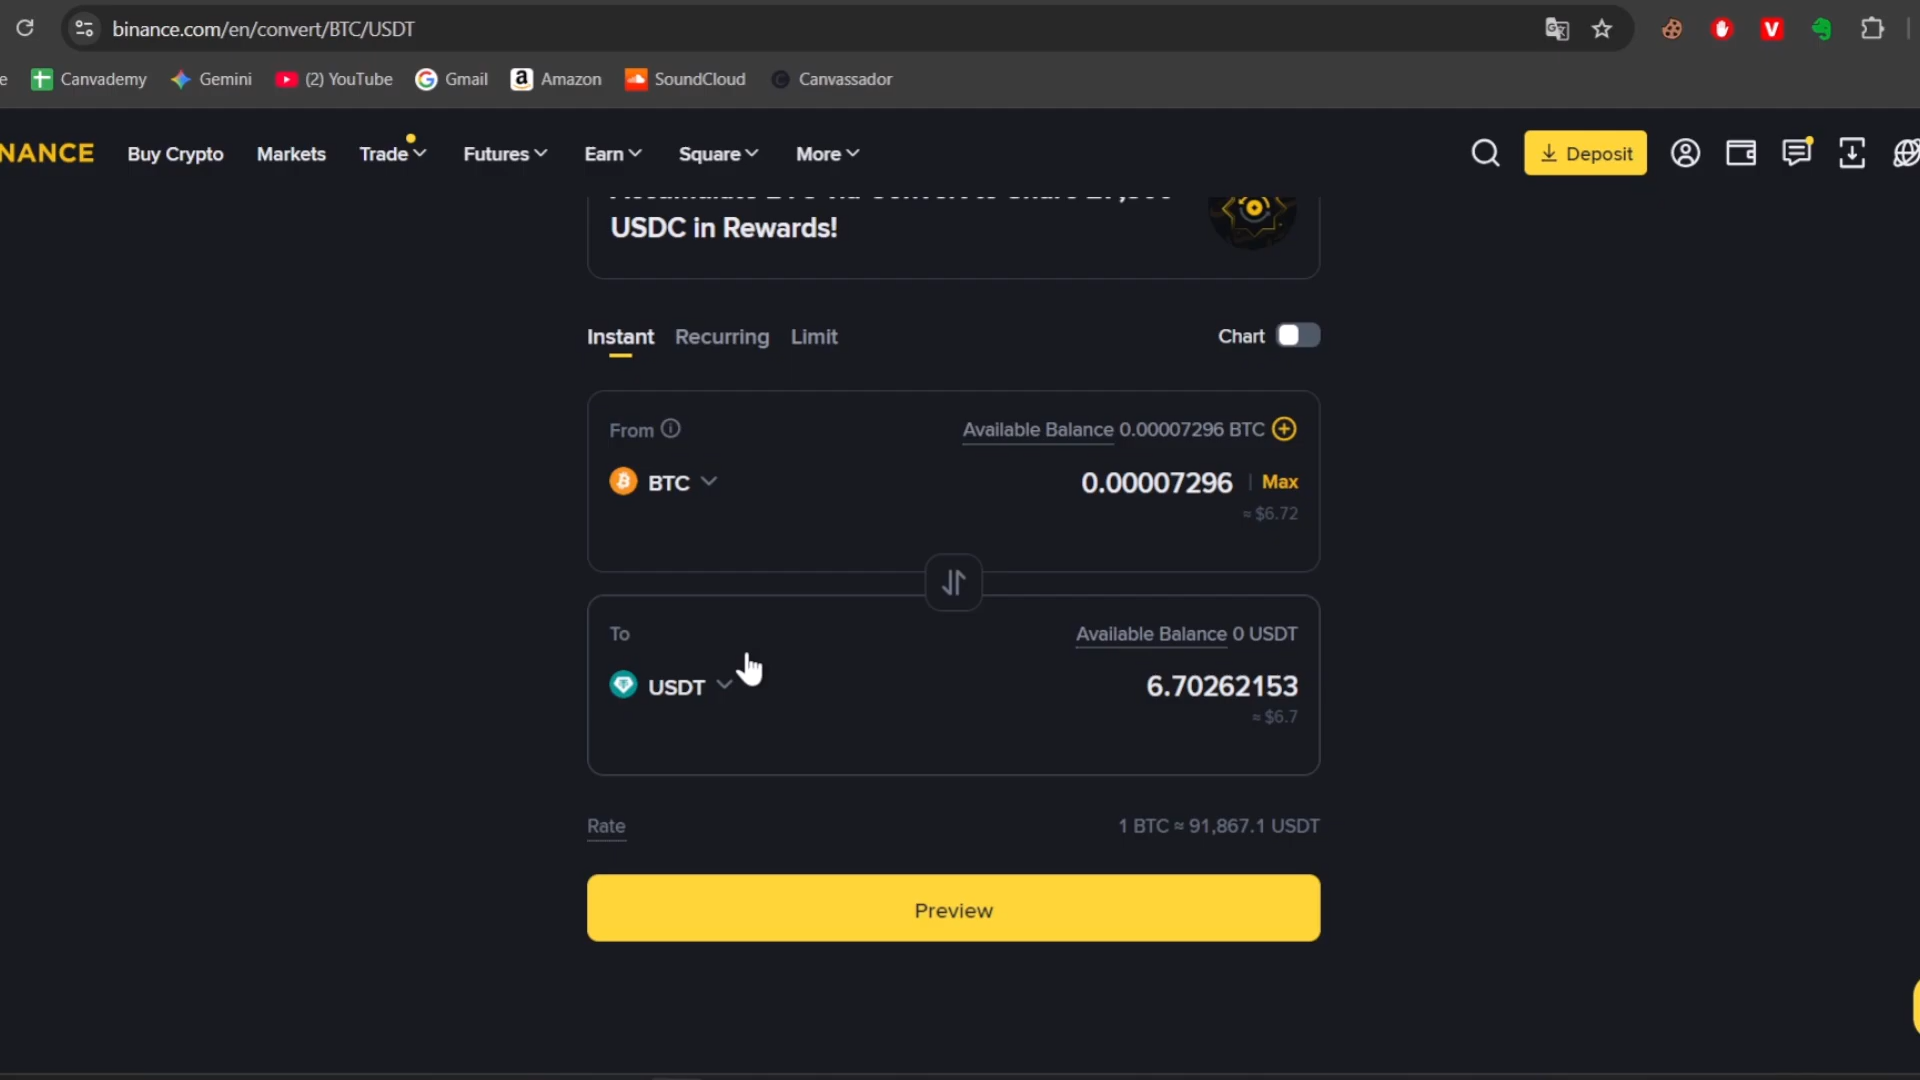 binance.com/en/convert/BTC/USDT
e Canvademy Gemini (2) YouTube Gmail Amazon SoundCloud Canvassador
NANCE Buy Crypto Markets Trade Futures Earn Square More Deposit
USDC in Rewards!
Instant Recurring Limit Chart
From Available Balance 0.00007296 BTC
BTC 0.00007296 Max
≈ $6.72
To Available Balance 0 USDT
USDT 6.70262153
≈ $6.7
Rate 1 BTC ≈ 91,867.1 USDT
Preview